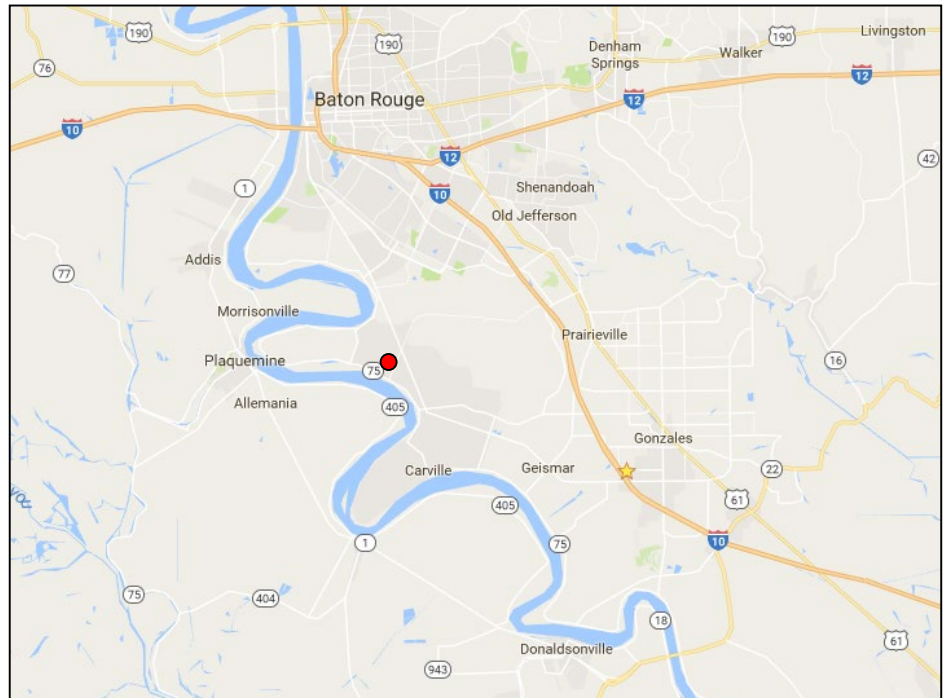 190
Livingston
190
190
Denham
Springs
Walker
76
12
Baton Rouge
12
10
12
42
1
10
Shenandoah
Old Jefferson
Addis
77
Morrisonville
Prairieville
Plaquemine
75
16
Allemania
405
Gonzales
Carville
Geismar
22
405
61
1
75
10
75
404
18
61
Donaldsonville
943